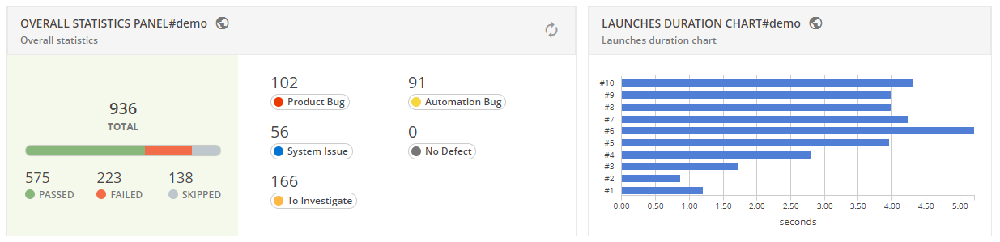 OVERALL STATISTICS PANEL#demo
Overall statistics
936
TOTAL
575
PASSED
223
FAILED
138
SKIPPED
102
Product Bug
91
Automation Bug
56
System Issue
0
No Defect
166
To Investigate
LAUNCHES DURATION CHART#demo
Launches duration chart
#10
#9
#8
#7
#6
#5
#4
#3
#2
#1
0.00 0.50 1.00 1.50 2.00 2.50 3.00 3.50 4.00 4.50 5.00
seconds